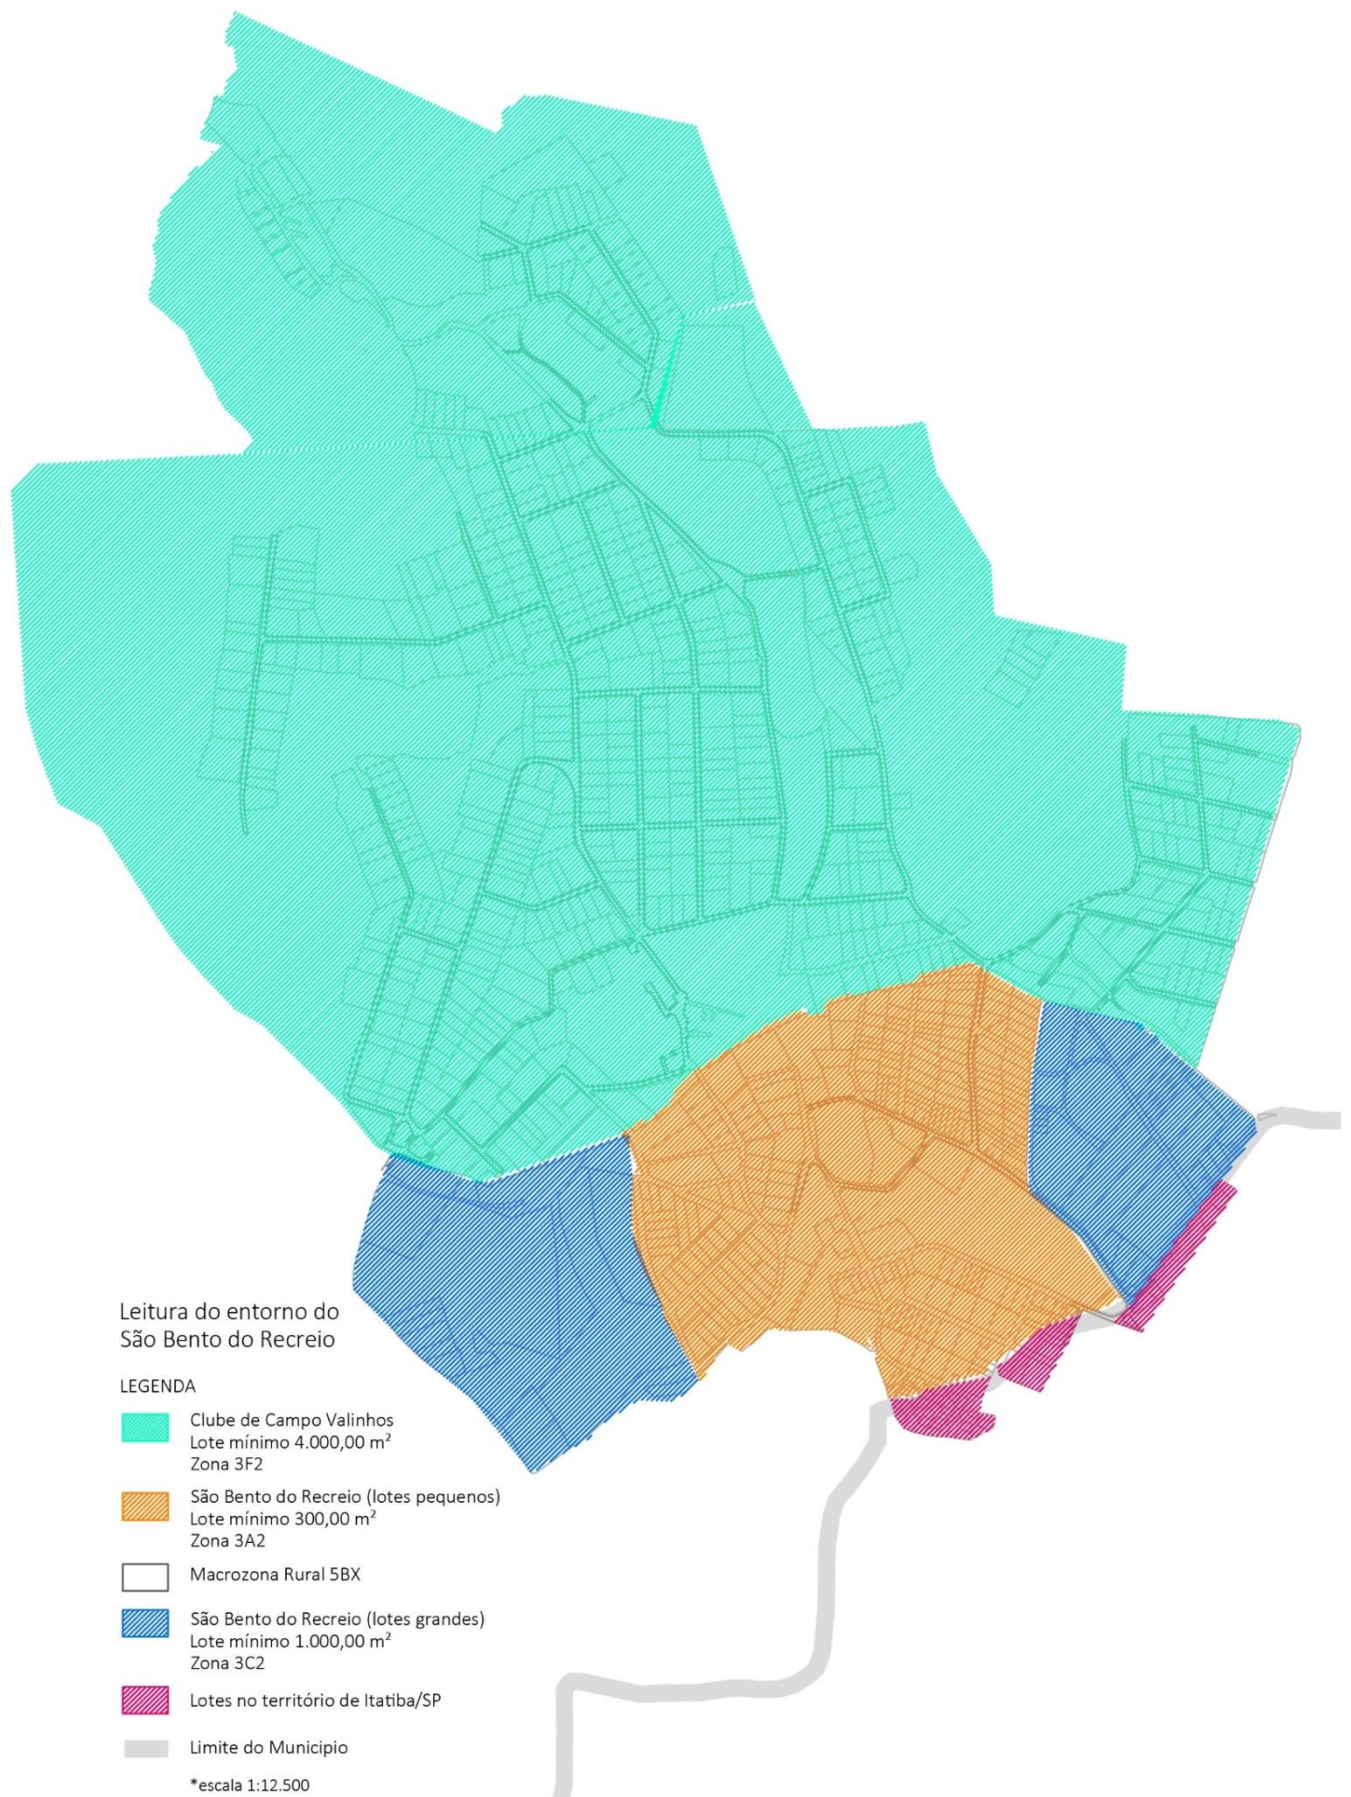 Leitura do entorno do
São Bento do Recreio
LEGENDA
Clube de Campo Valinhos
Lote mínimo 4.000,00 m²
Zona 3F2
São Bento do Recreio (lotes pequenos)
Lote mínimo 300,00 m²
Zona 3A2
Macrozona Rural 5BX
São Bento do Recreio (lotes grandes)
Lote mínimo 1.000,00 m²
Zona 3C2
Lotes no território de Itatiba/SP
Limite do Municipio
*escala 1:12.500